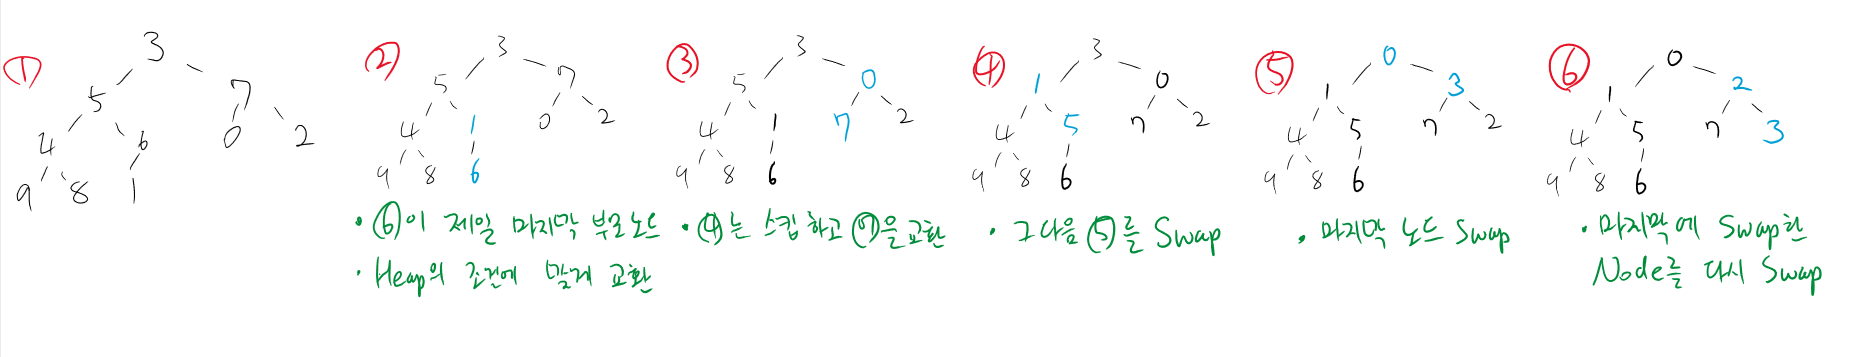 ①
3
5 7
4 6 0 2
9 8 1
②
3
5 7
4 1 0 2
9 8 6
• ⑥이 제일 마지막 부모노드
• Heap의 조건에 맞게 교환
③
3
5 0
4 1 7 2
9 8 6
• ④는 스킵하고 ⑦을 교환
④
3
1 0
4 5 7 2
9 8 6
• 그다음 ⑤를 Swap
⑤
0
1 3
4 5 7 2
9 8 6
• 마지막 노드 Swap
⑥
0
1 2
4 5 7 3
9 8 6
• 마지막에 Swap한
Node를 다시 Swap